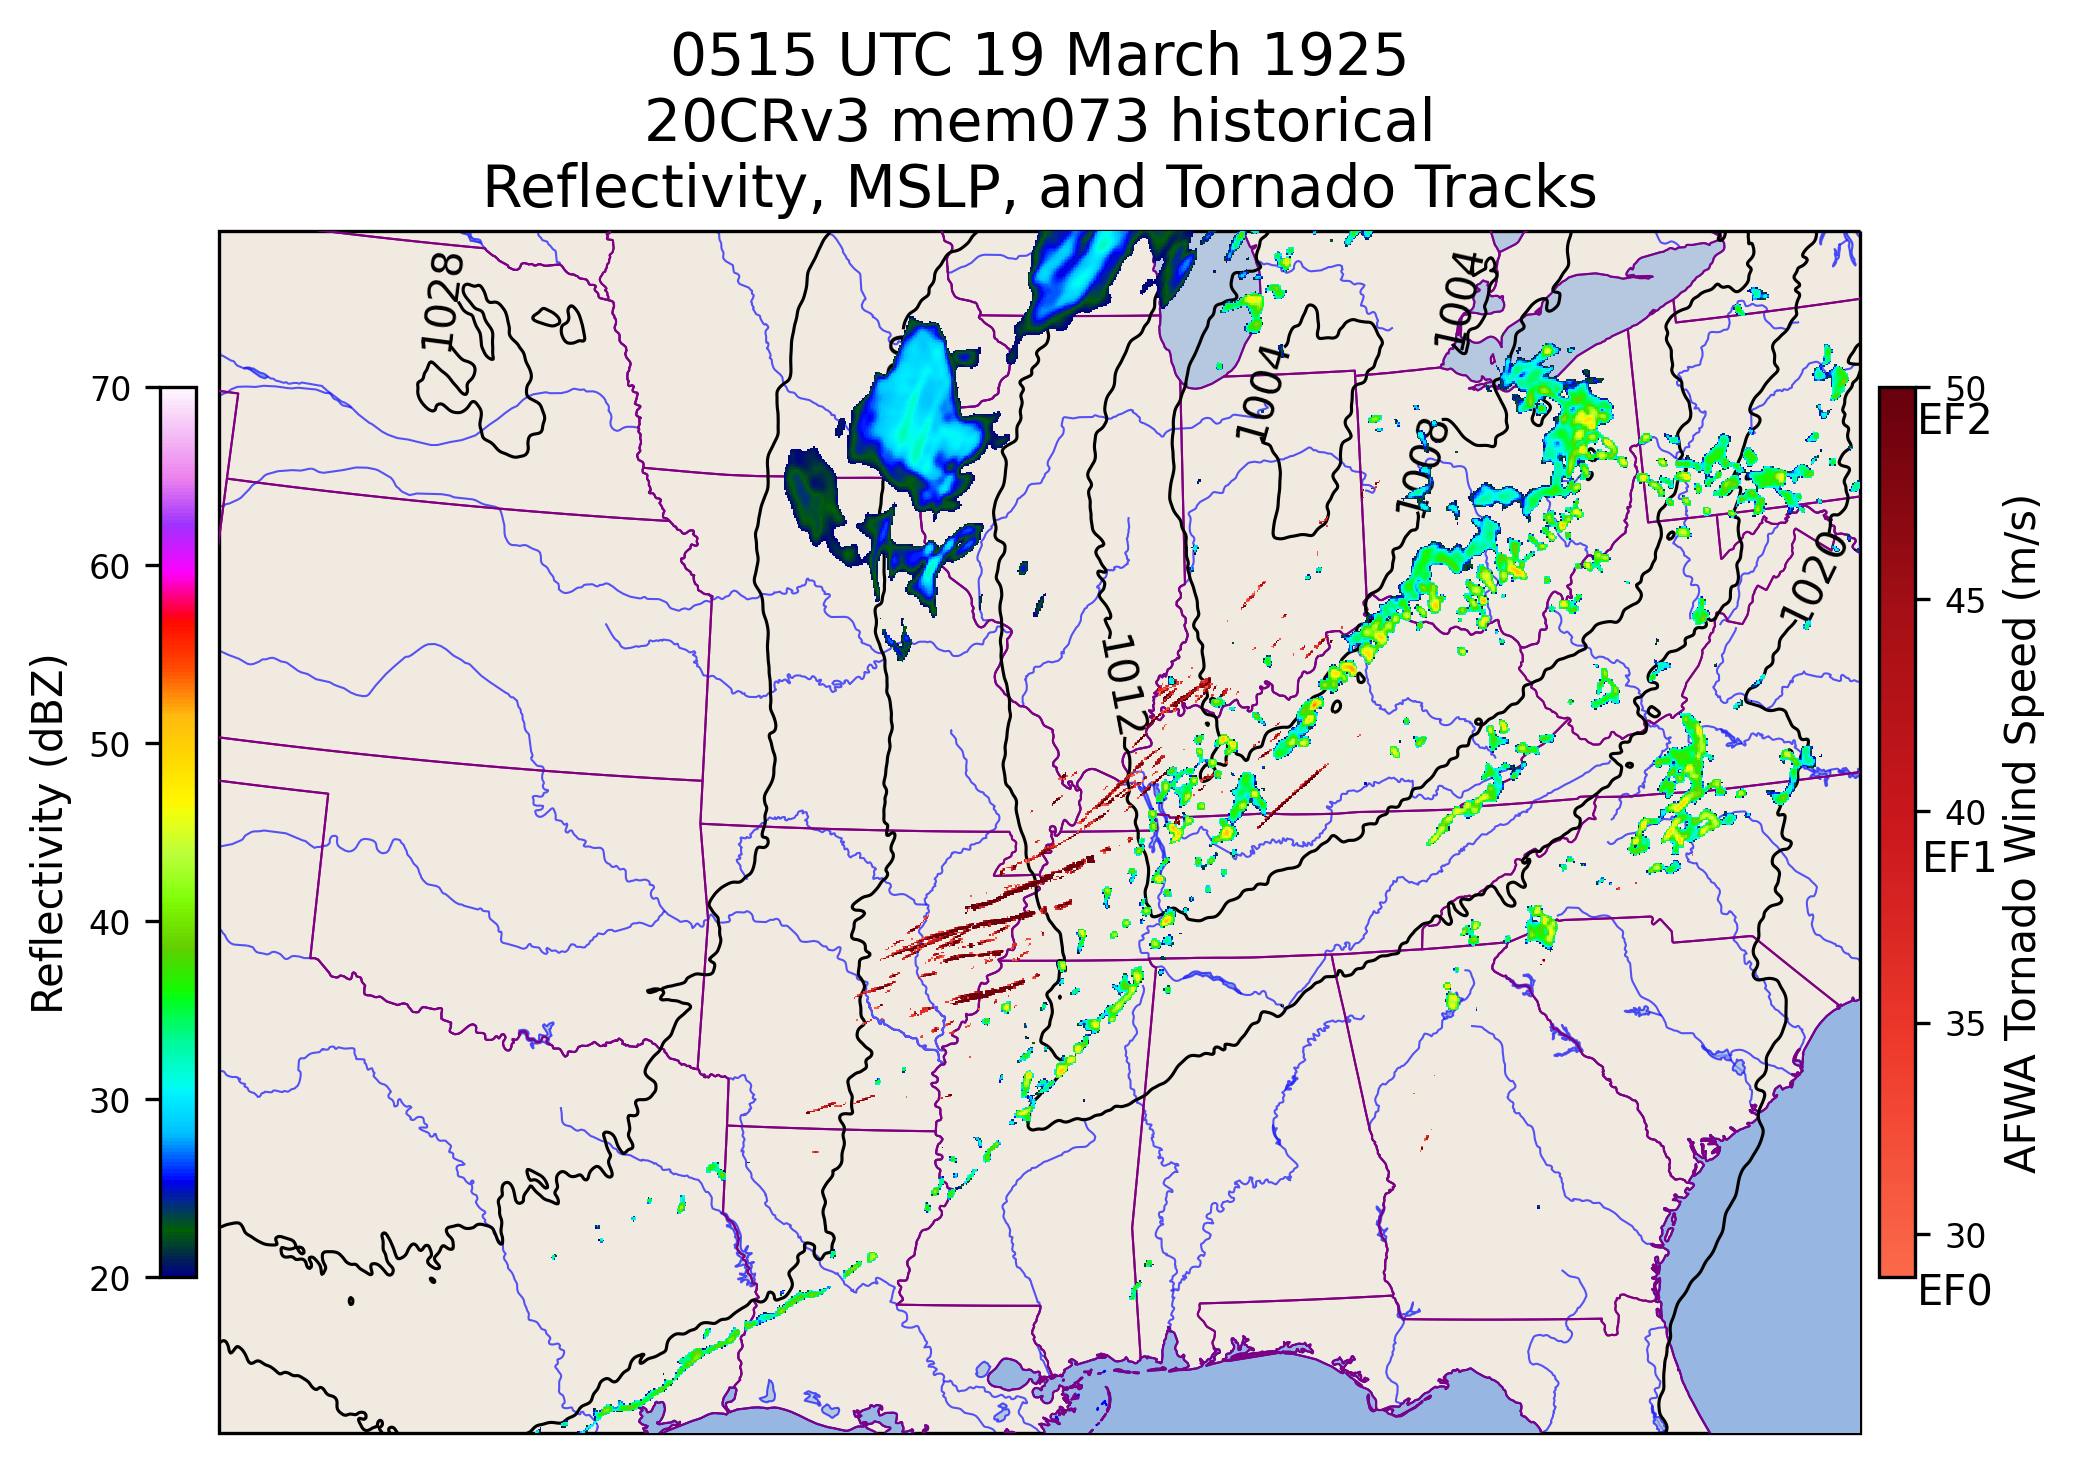 0515 UTC 19 March 1925
20CRv3 mem073 historical
Reflectivity, MSLP, and Tornado Tracks
Reflectivity (dBZ)
70
60
50
40
30
20
1028
1004
1004
1008
1012
1020
50
EF2
45
40
EF1
35
30
EF0
AFWA Tornado Wind Speed (m/s)